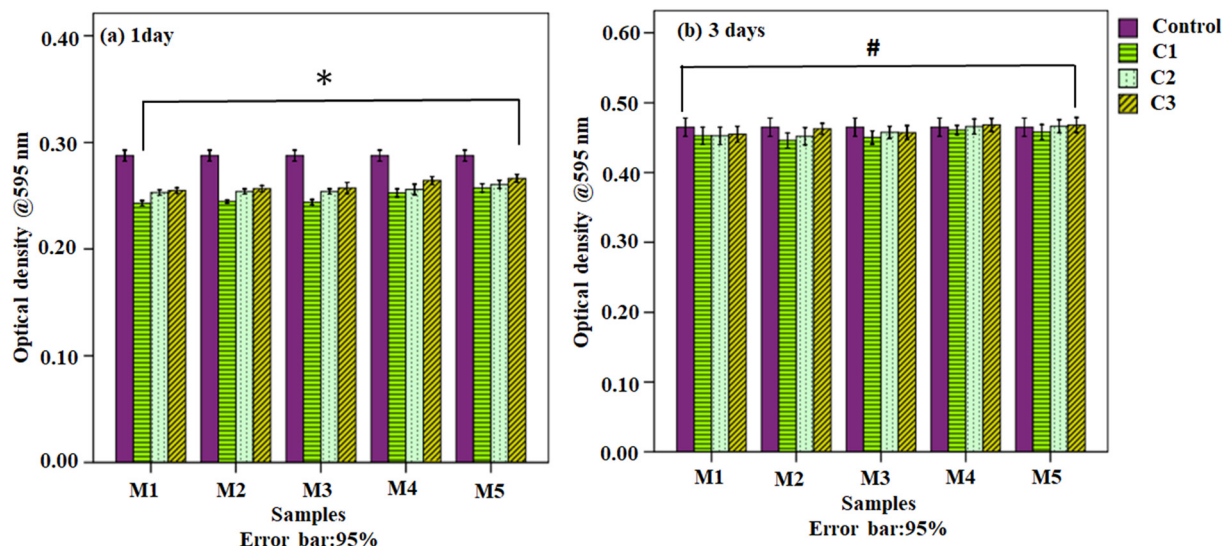 (a) 1day
*
0.40
0.30
0.20
0.10
0.00
Optical density @595 nm
M1 M2 M3 M4 M5
Samples
Error bar:95%
(b) 3 days
#
0.60
0.50
0.40
0.30
0.20
0.10
0.00
Optical density @595 nm
M1 M2 M3 M4 M5
Samples
Error bar:95%
Control
C1
C2
C3